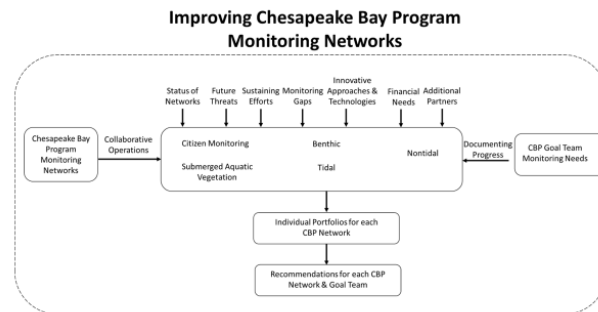 Improving Chesapeake Bay Program
Monitoring Networks
Status of
Networks
Future
Threats
Sustaining
Efforts
Monitoring
Gaps
Innovative
Approaches &
Technologies
Financial
Needs
Additional
Partners
Chesapeake Bay
Program
Monitoring
Networks
Collaborative
Operations
Citizen Monitoring
Benthic
Nontidal
Submerged Aquatic
Vegetation
Tidal
Documenting
Progress
CBP Goal Team
Monitoring Needs
Individual Portfolios for each
CBP Network
Recommendations for each CBP
Network & Goal Team